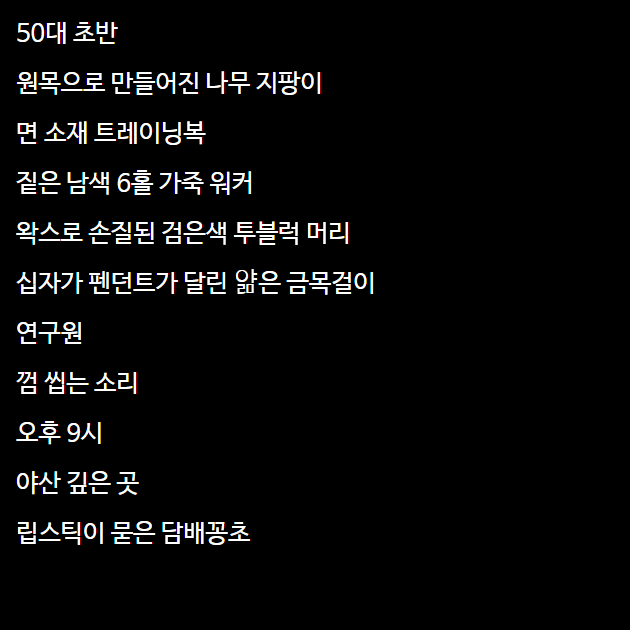 50대 초반
원목으로 만들어진 나무 지팡이
면 소재 트레이닝복
짙은 남색 6홀 가죽 워커
왁스로 손질된 검은색 투블럭 머리
십자가 펜던트가 달린 얇은 금목걸이
연구원
껌 씹는 소리
오후 9시
야산 깊은 곳
립스틱이 묻은 담배꽁초